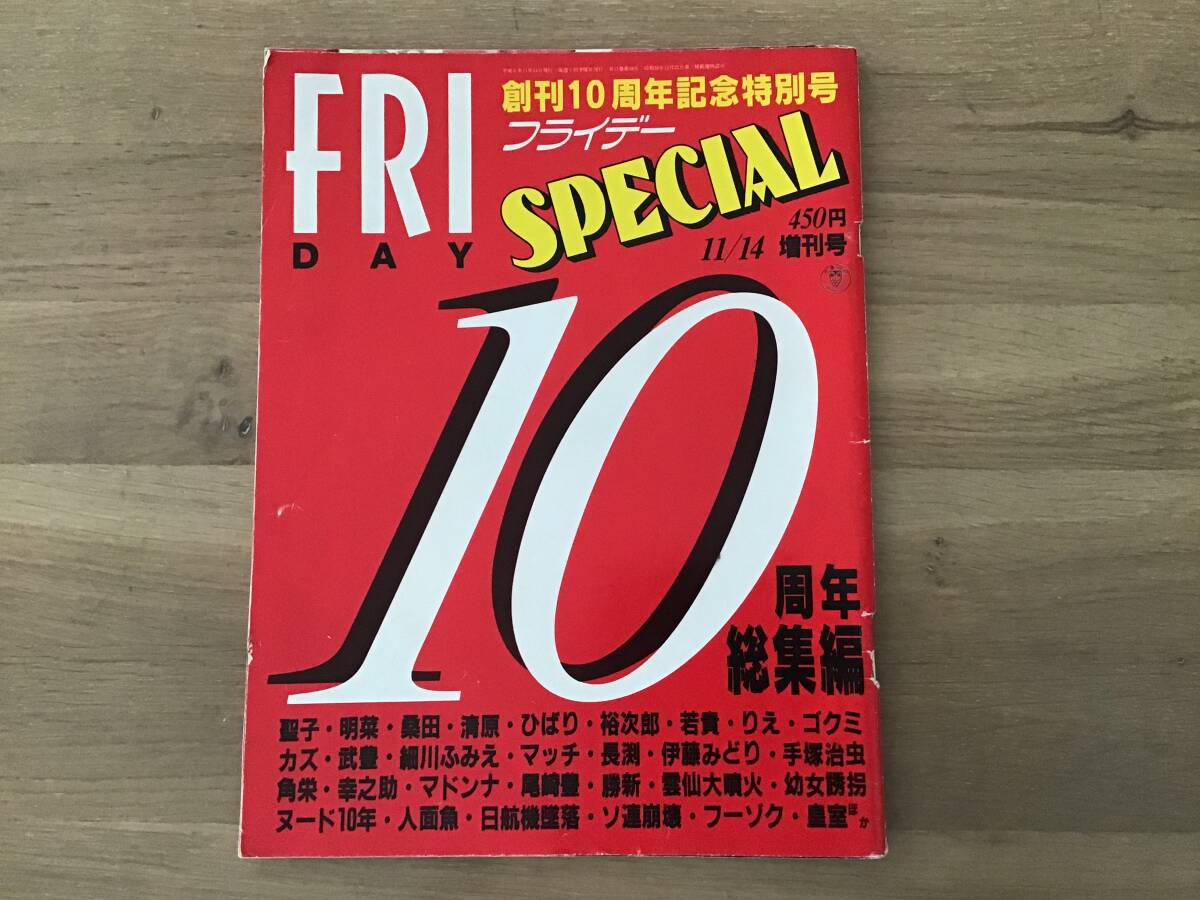 FRI
DAY
創刊10周年記念特別号
フライデー
SPECIAL
450円
11/14 増刊号
10
周年
総集編
聖子・明菜・桑田・清原・ひばり・裕次郎・若貴・りえ・ゴクミ
カズ・武豊・細川ふみえ・マッチ・長渕・伊藤みどり・手塚治虫
角栄・幸之助・マドンナ・尾崎豊・勝新・雲仙大噴火・幼女誘拐
ヌード10年・人面魚・日航機墜落・ソ連崩壊・フーゾク・皇室ほか